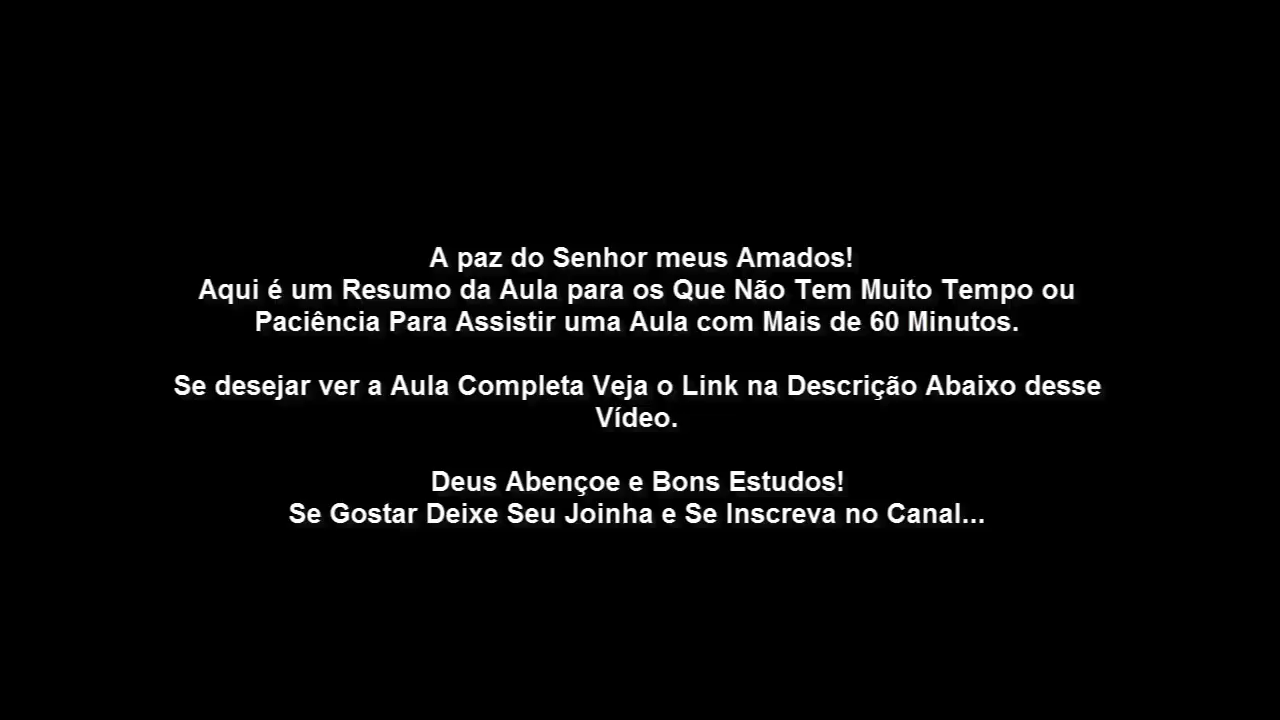 A paz do Senhor meus Amados!
Aqui é um Resumo da Aula para os Que Não Tem Muito Tempo ou
Paciência Para Assistir uma Aula com Mais de 60 Minutos.
Se desejar ver a Aula Completa Veja o Link na Descrição Abaixo desse
Vídeo.
Deus Abençoe e Bons Estudos!
Se Gostar Deixe Seu Joinha e Se Inscreva no Canal...